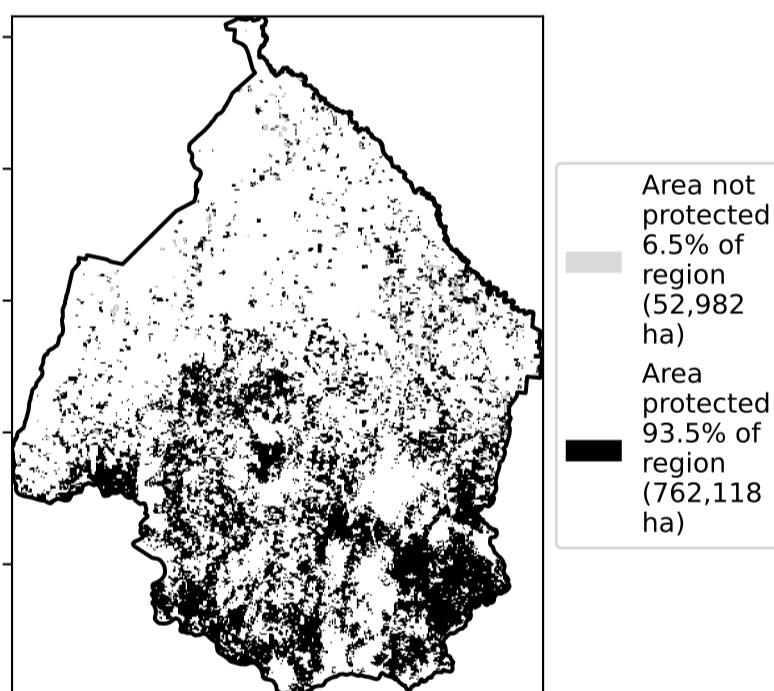 Area not
protected
6.5% of
region
(52,982
ha)
Area
protected
93.5% of
region
(762,118
ha)